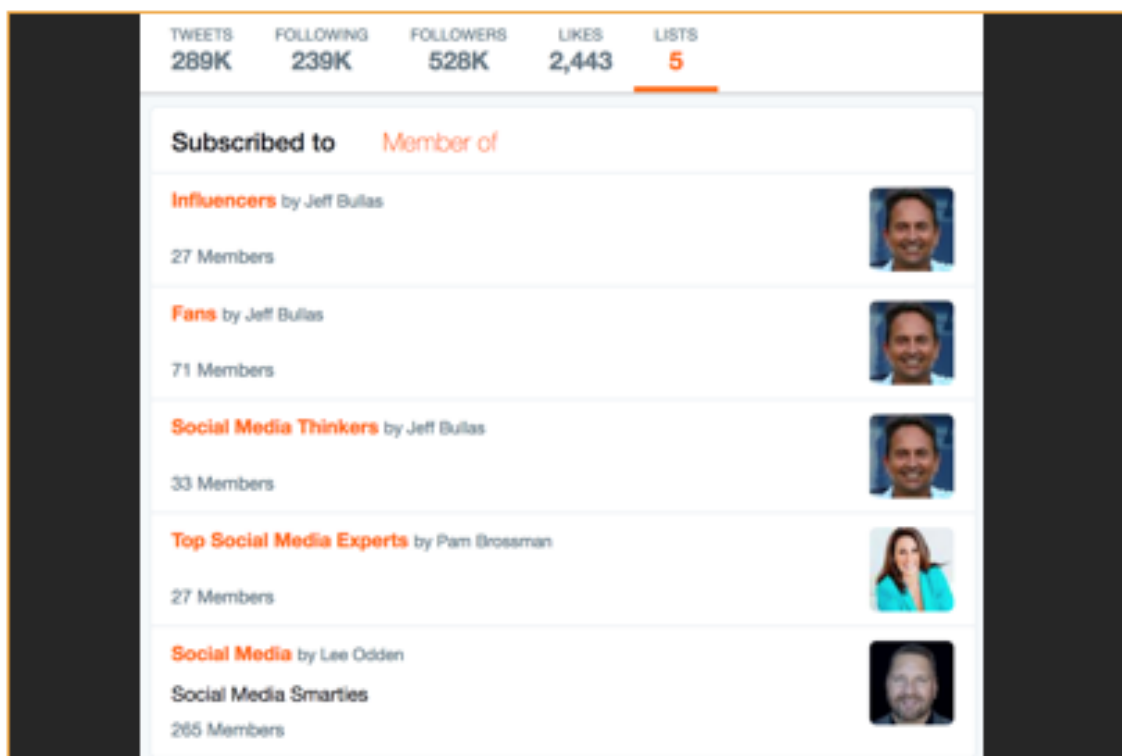 TWEETS FOLLOWING FOLLOWERS LIKES LISTS
289K 239K 528K 2,443 5
Subscribed to Member of
Influencers by Jeff Bullas
27 Members
Fans by Jeff Bullas
71 Members
Social Media Thinkers by Jeff Bullas
33 Members
Top Social Media Experts by Pam Brossman
27 Members
Social Media by Lee Odden
Social Media Smarties
265 Members